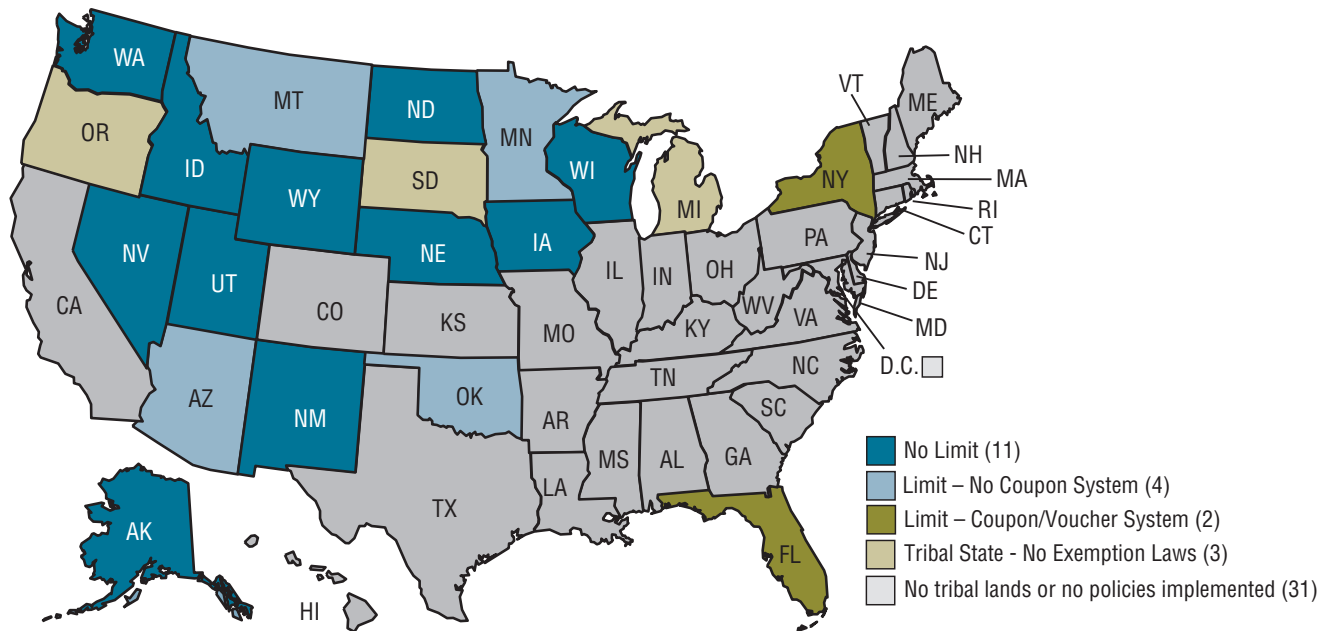 WA
MT
ND
MN
VT
ME
OR
ID
SD
WI
NY
NH
MA
WY
MI
RI
CT
NV
NE
IA
PA
NJ
UT
IL
IN
OH
DE
CA
CO
KS
MO
WV
VA
MD
KY
D.C.
AZ
OK
TN
NC
NM
AR
SC
MS
AL
GA
TX
LA
AK
FL
HI
No Limit (11)
Limit – No Coupon System (4)
Limit – Coupon/Voucher System (2)
Tribal State - No Exemption Laws (3)
No tribal lands or no policies implemented (31)